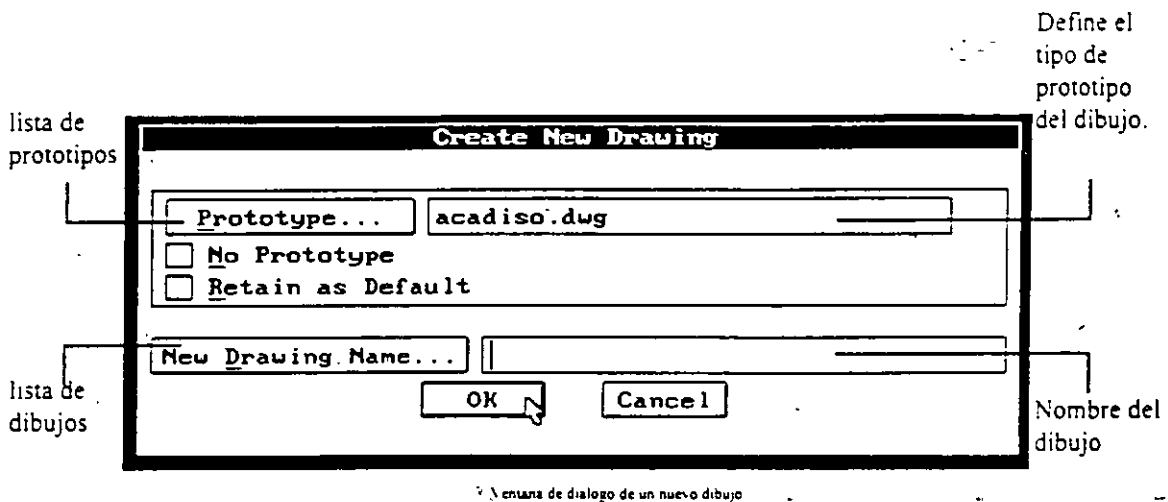 Define el
tipo de
prototipo
del dibujo.
lista de
prototipos
Create New Drawing
Prototype... acadiso.dwg
No Prototype
Retain as Default
New Drawing Name...
OK Cancel
lista de
dibujos
Nombre del
dibujo
Ventana de dialogo de un nuevo dibujo